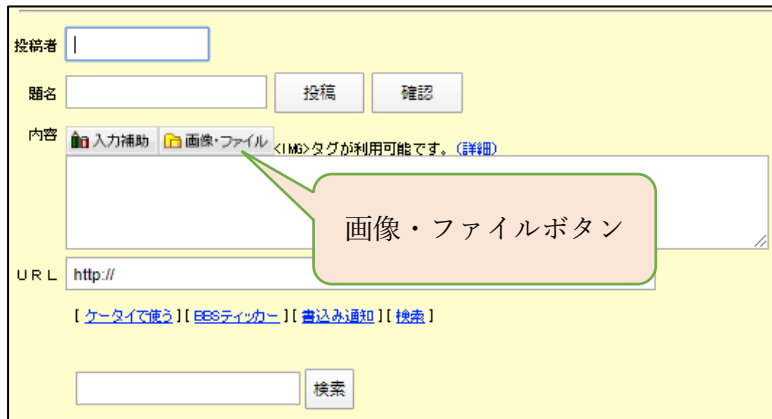 投稿者
題名
投稿 確認
内容 入力補助 画像・ファイル <IMG>タグが利用可能です。(詳細)
画像・ファイルボタン
URL http://
[ ケータイで使う ][ BBSティッカー ][ 書込み通知 ][ 検索 ]
検索